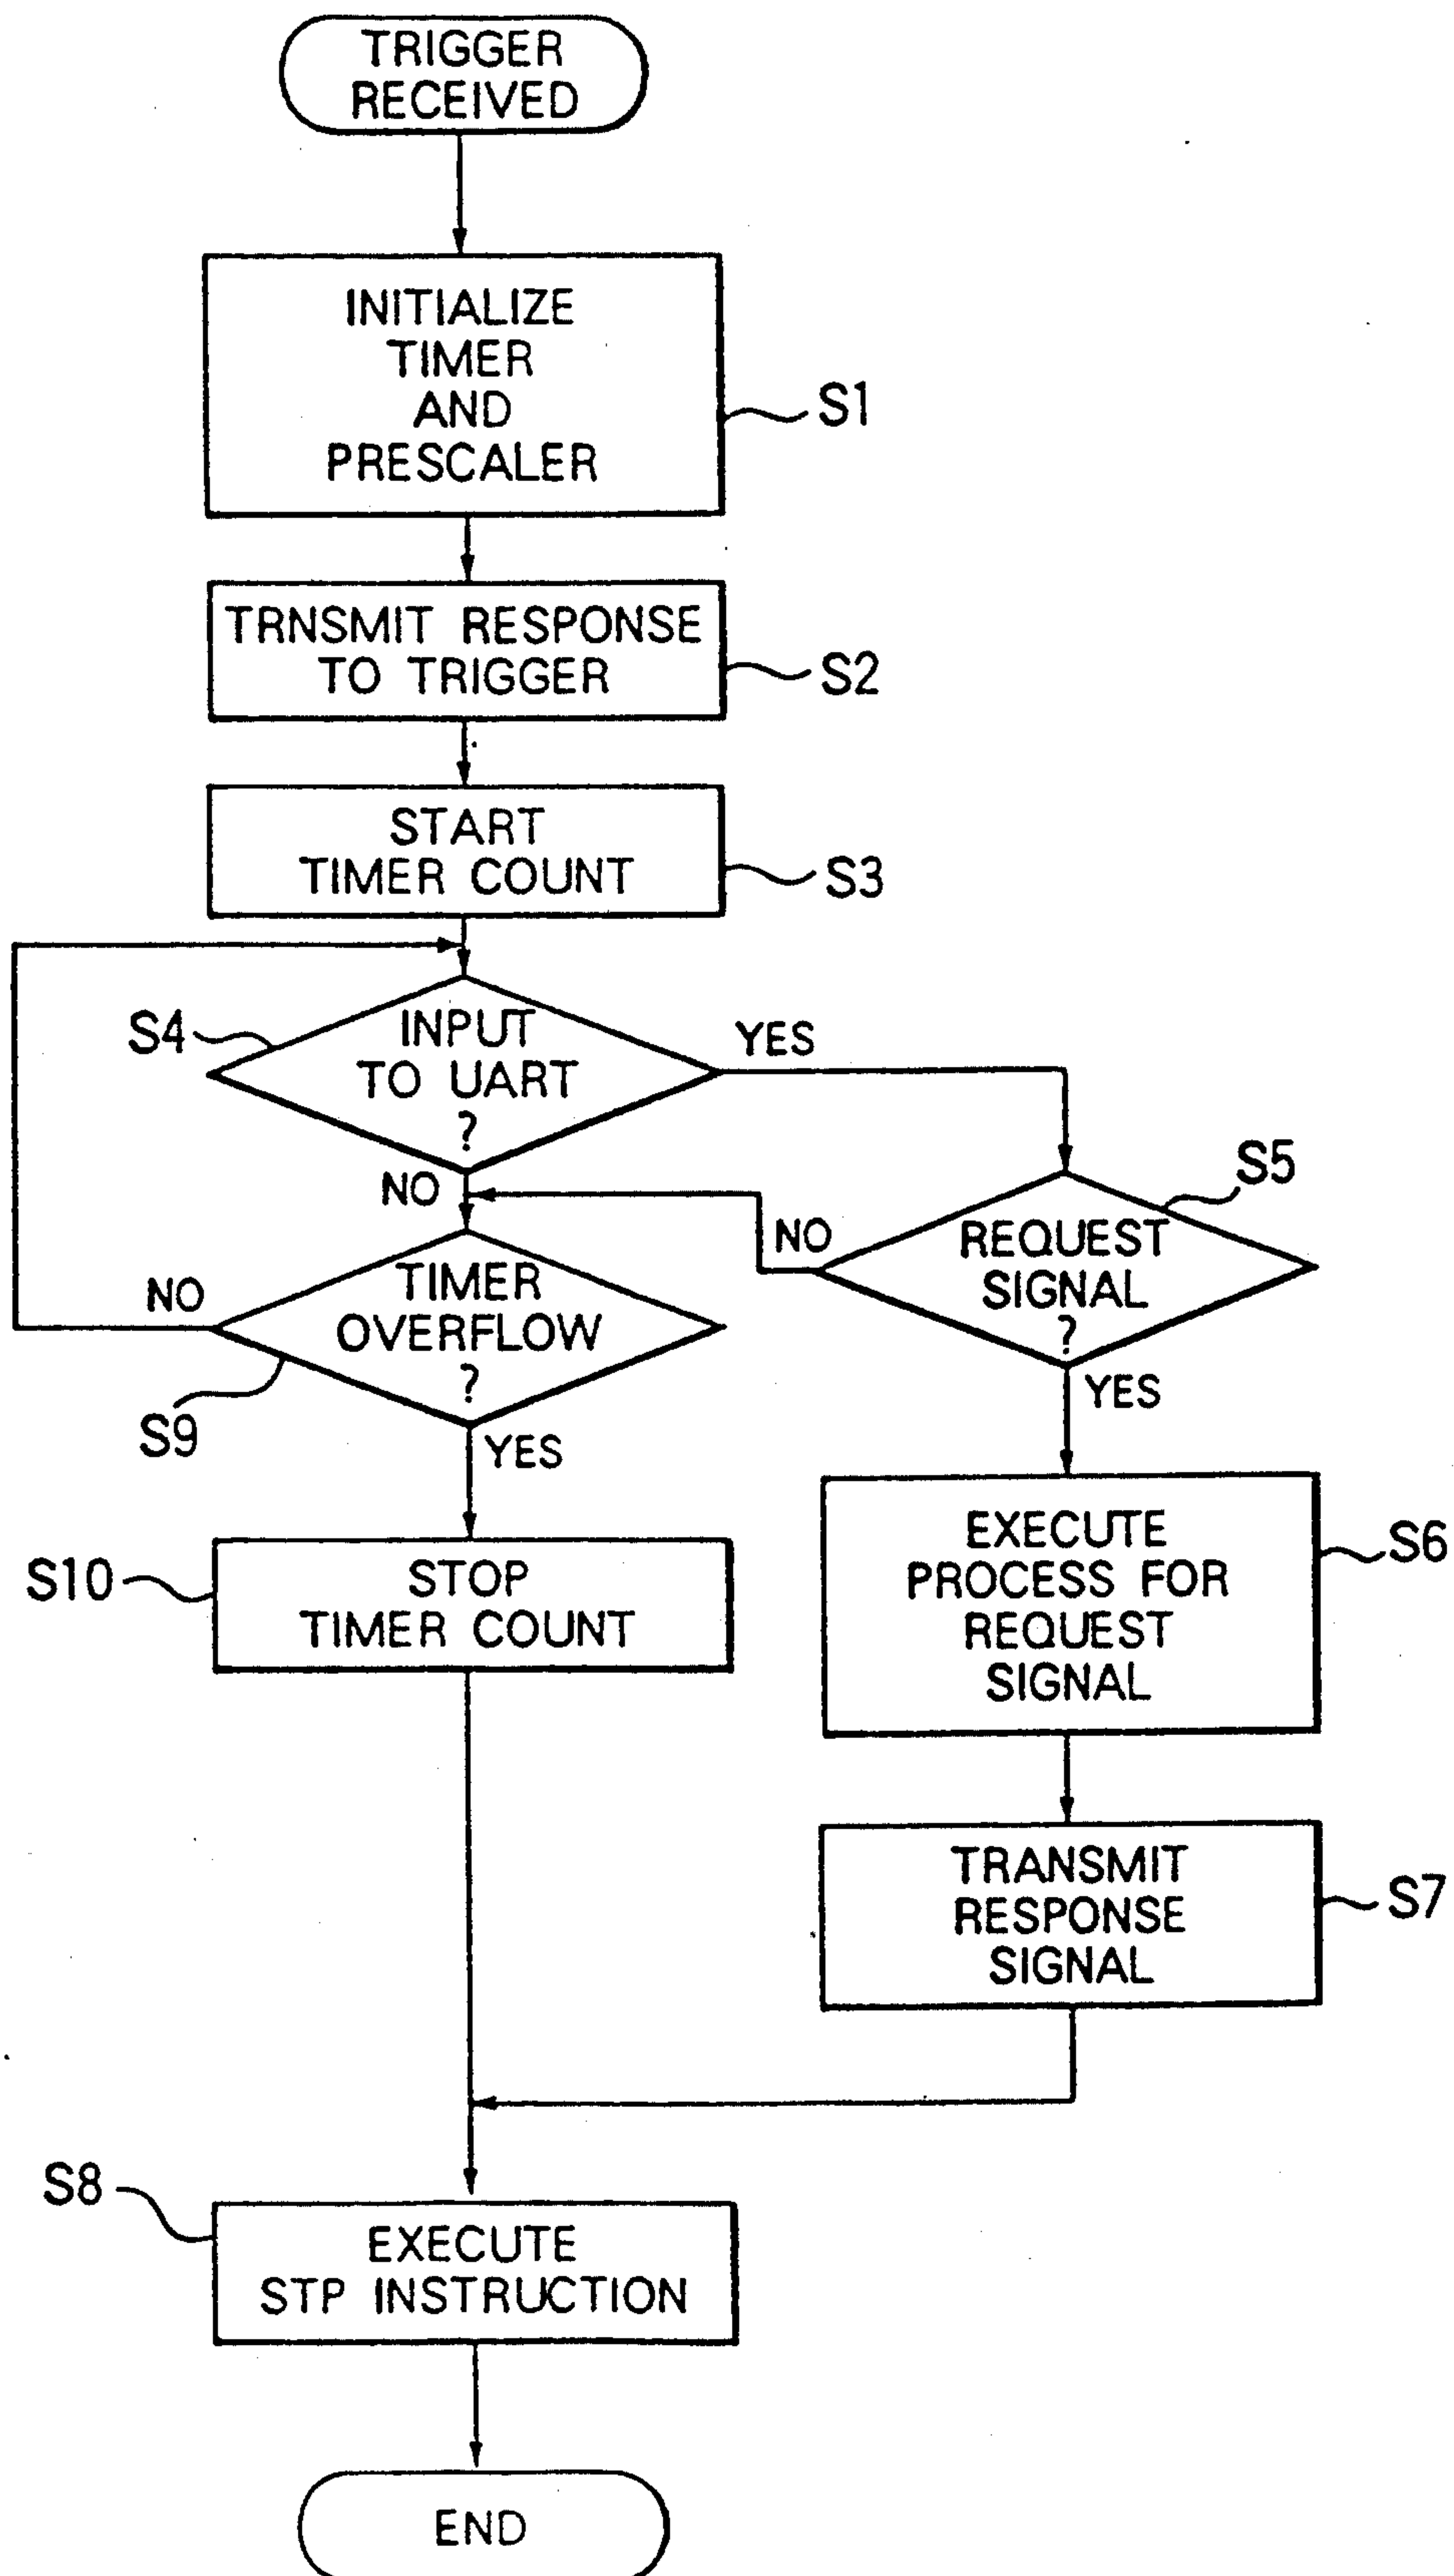 TRIGGER
RECEIVED
INITIALIZE
TIMER
AND
PRESCALER
S1
TRNSMIT RESPONSE
TO TRIGGER
S2
START
TIMER COUNT
S3
S4
INPUT
TO UART
?
YES
NO
S5
REQUEST
SIGNAL
?
NO
YES
TIMER
OVERFLOW
?
NO
S9
YES
S10
STOP
TIMER COUNT
EXECUTE
PROCESS FOR
REQUEST
SIGNAL
S6
TRANSMIT
RESPONSE
SIGNAL
S7
S8
EXECUTE
STP INSTRUCTION
END